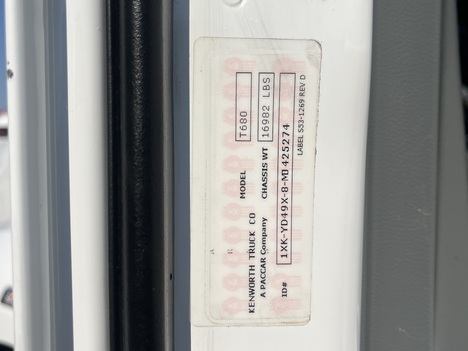 KENWORTH TRUCK CO
A PACCAR Company
MODEL T680
CHASSIS WT 16982 LBS
ID# 1XK-YD49X-8-MJ425274
LABEL S53-1269 REV D